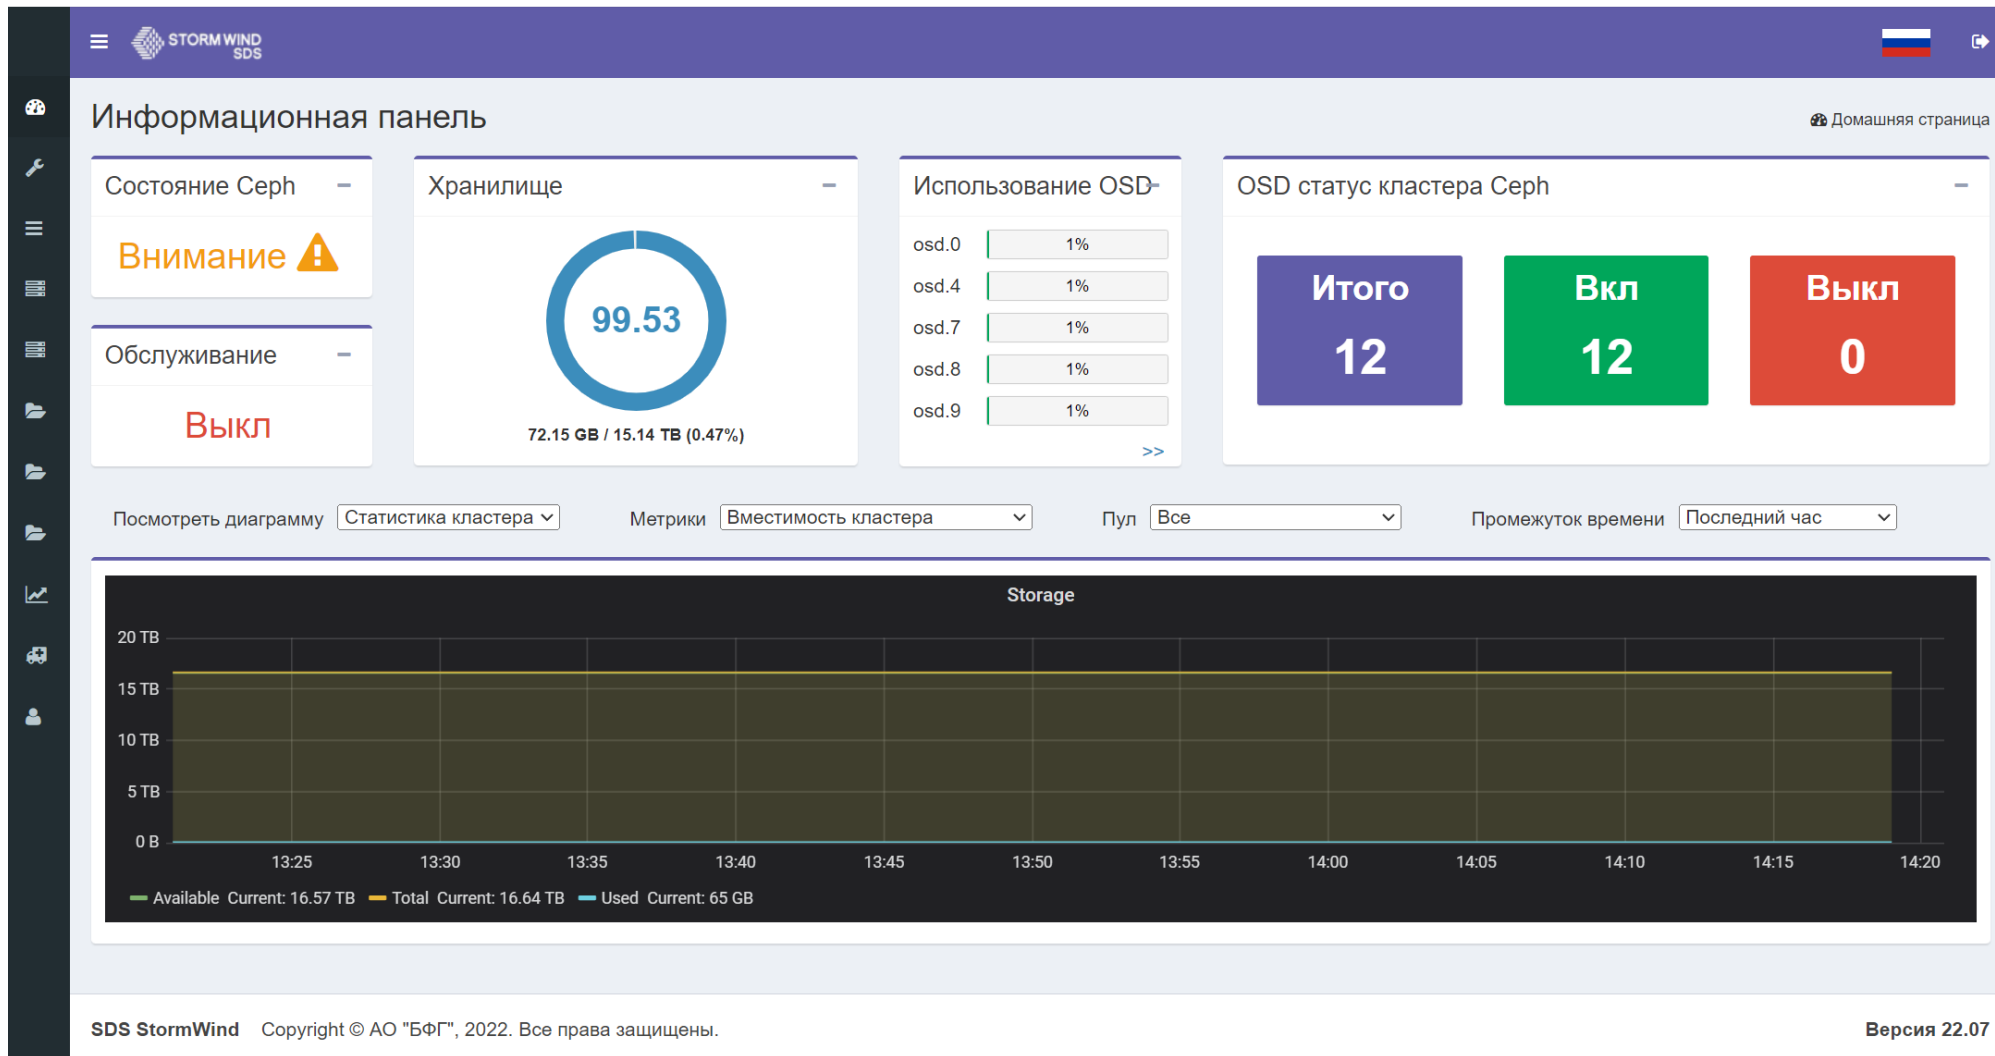 STORM WIND
SDS
Информационная панель
Домашняя страница
Состояние Ceph
Внимание
Обслуживание
Выкл
Хранилище
99.53
72.15 GB / 15.14 TB (0.47%)
Использование OSD
osd.0 1%
osd.4 1%
osd.7 1%
osd.8 1%
osd.9 1%
>>
OSD статус кластера Ceph
Итого
12
Вкл
12
Выкл
0
Посмотреть диаграмму Статистика кластера Метрики Вместимость кластера Пул Все Промежуток времени Последний час
Storage
20 TB
15 TB
10 TB
5 TB
0 B
13:25 13:30 13:35 13:40 13:45 13:50 13:55 14:00 14:05 14:10 14:15 14:20
Available Current: 16.57 TB Total Current: 16.64 TB Used Current: 65 GB
SDS StormWind Copyright © АО "БФГ", 2022. Все права защищены. Версия 22.07